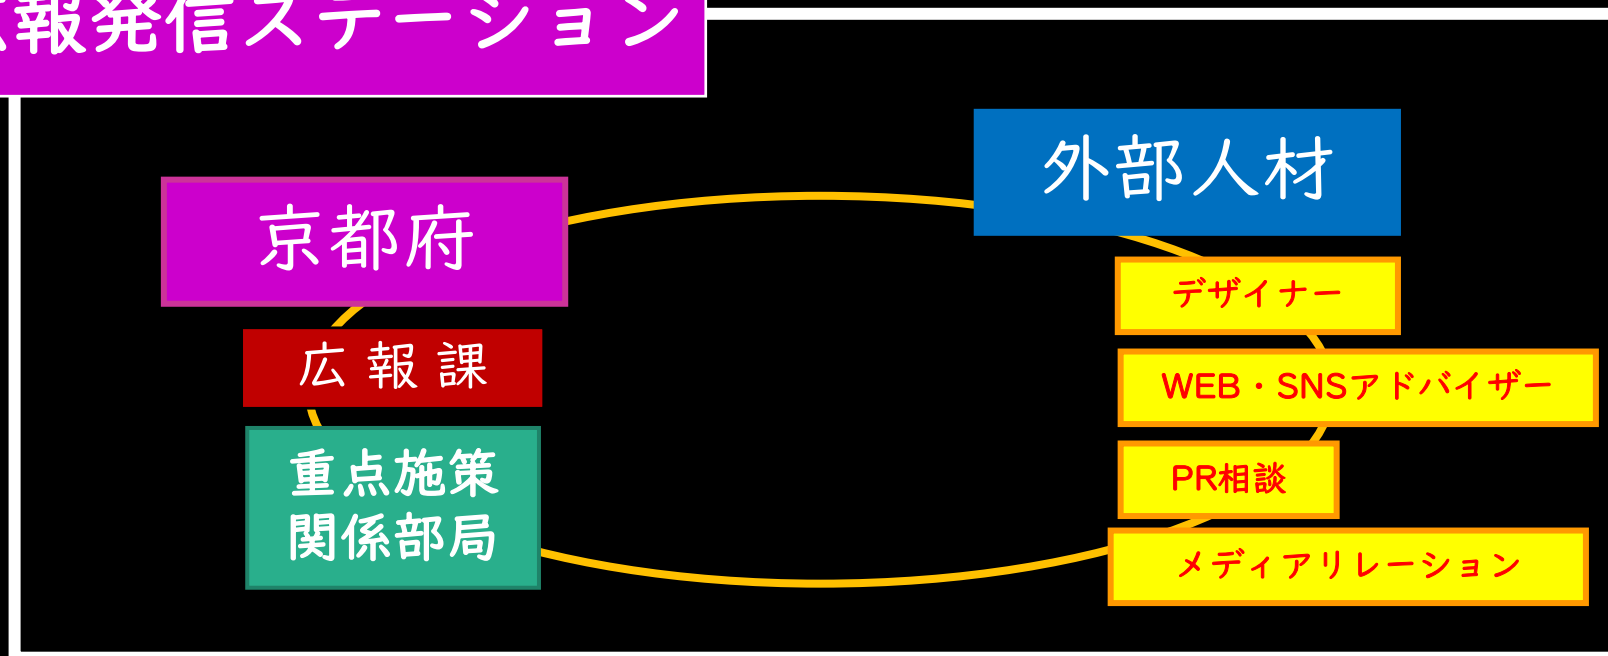 報発信ステーション
京都府
広報課
重点施策
関係部局
外部人材
デザイナー
WEB・SNSアドバイザー
PR相談
メディアリレーション